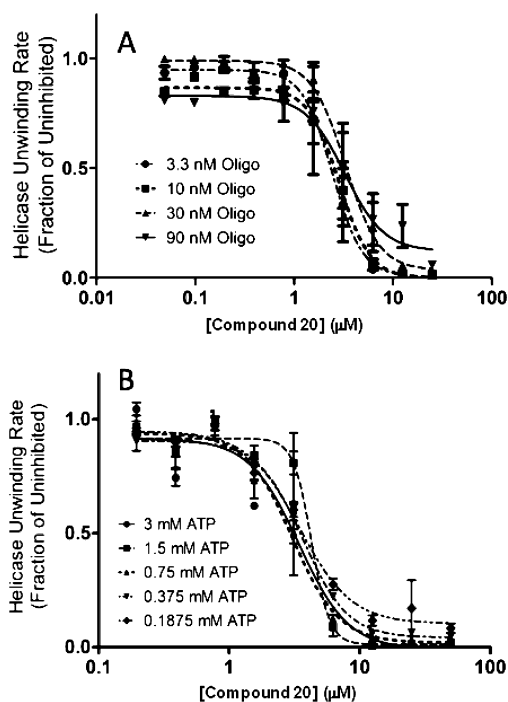 A
Helicase Unwinding Rate
(Fraction of Uninhibited)
1.0
0.5
0.0
3.3 nM Oligo
10 nM Oligo
30 nM Oligo
90 nM Oligo
0.01
0.1
1
10
100
[Compound 20] (µM)
B
Helicase Unwinding Rate
(Fraction of Uninhibited)
1.0
0.5
0.0
3 mM ATP
1.5 mM ATP
0.75 mM ATP
0.375 mM ATP
0.1875 mM ATP
0.1
1
10
100
[Compound 20] (µM)